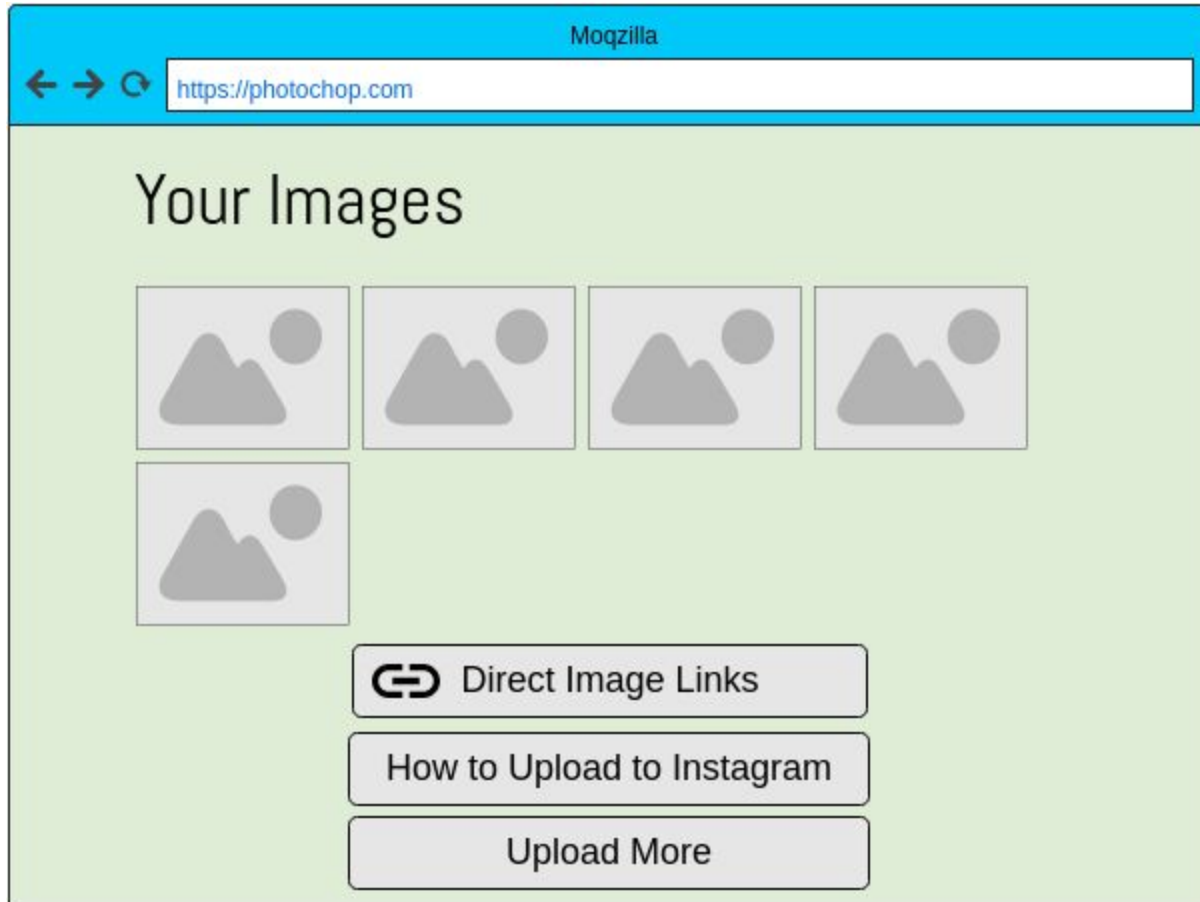 Moqzilla
https://photochop.com
Your Images
Direct Image Links
How to Upload to Instagram
Upload More